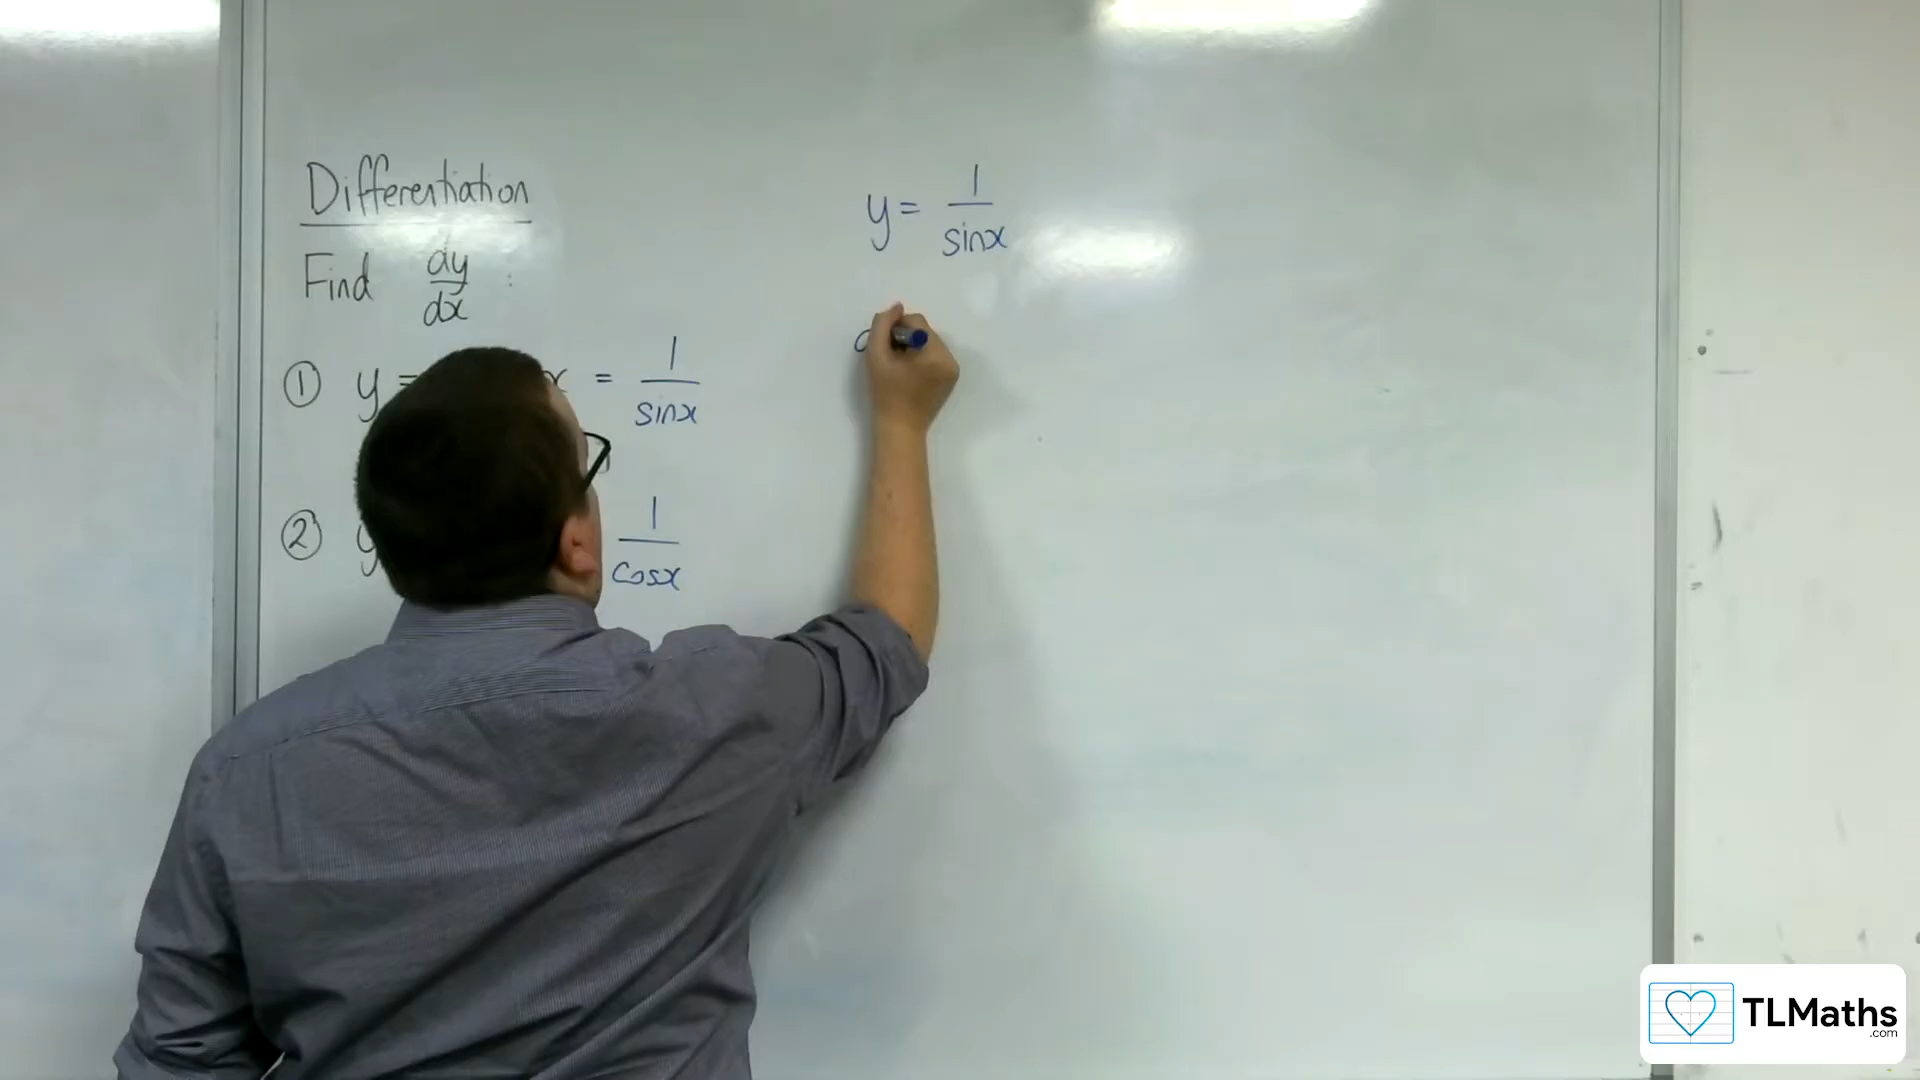 Differentiation
Find dy/dx :
① y = x = 1/sinx
② y 1/cosx
y = 1/sinx
d
TLMaths
.com